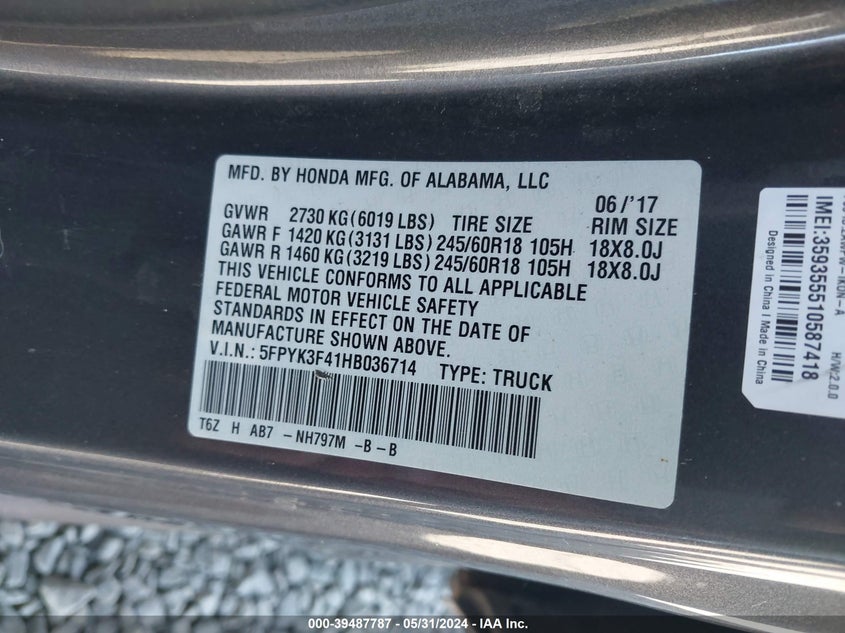 MFD. BY HONDA MFG. OF ALABAMA, LLC
06/'17
GVWR 2730 KG(6019 LBS) TIRE SIZE RIM SIZE
GAWR F 1420 KG(3131 LBS) 245/60R18 105H 18X8.0J
GAWR R 1460 KG(3219 LBS) 245/60R18 105H 18X8.0J
THIS VEHICLE CONFORMS TO ALL APPLICABLE
FEDERAL MOTOR VEHICLE SAFETY
STANDARDS IN EFFECT ON THE DATE OF
MANUFACTURE SHOWN ABOVE.
V.I.N.: 5FPYK3F41HB036714 TYPE: TRUCK
T6Z H AB7 -NH797M -B-B
IMEI:359355510587418
Designed in China | Made in China
H/W:2.0.0
000-39487787 - 05/31/2024 - IAA Inc.